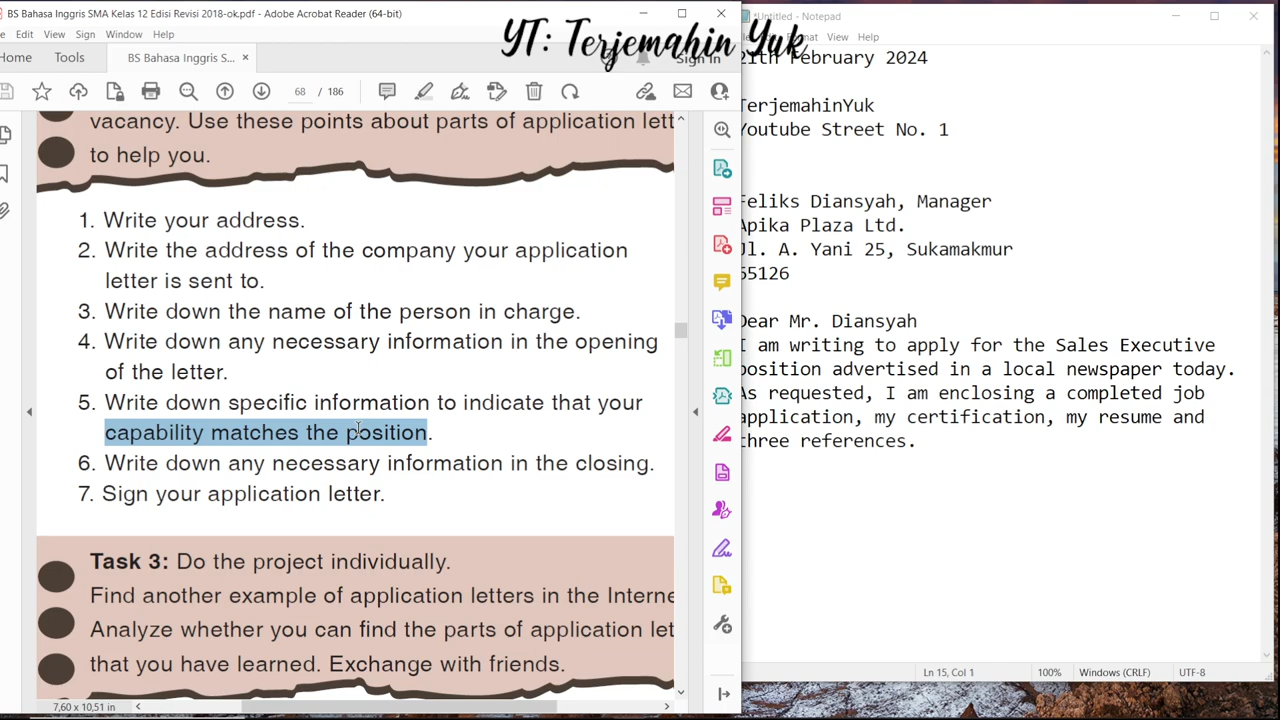 BS Bahasa Inggris SMA Kelas 12 Edisi Revisi 2018-ok.pdf - Adobe Acrobat Reader (64-bit)
Edit View Sign Window Help
Home Tools BS Bahasa Inggris S... × Sign In
YT: Terjemahin Yuk
68 / 186
vacancy. Use these points about parts of application lett
to help you.
1. Write your address.
2. Write the address of the company your application
letter is sent to.
3. Write down the name of the person in charge.
4. Write down any necessary information in the opening
of the letter.
5. Write down specific information to indicate that your
capability matches the position.
6. Write down any necessary information in the closing.
7. Sign your application letter.
Task 3: Do the project individually.
Find another example of application letters in the Interne
Analyze whether you can find the parts of application let
that you have learned. Exchange with friends.
7,60 x 10,51 in
*Untitled - Notepad
Format View Help
February 2024
TerjemahinYuk
Youtube Street No. 1
Feliks Diansyah, Manager
Apika Plaza Ltd.
Jl. A. Yani 25, Sukamakmur
55126
Dear Mr. Diansyah
I am writing to apply for the Sales Executive
position advertised in a local newspaper today.
As requested, I am enclosing a completed job
application, my certification, my resume and
three references.
Ln 15, Col 1 100% Windows (CRLF) UTF-8